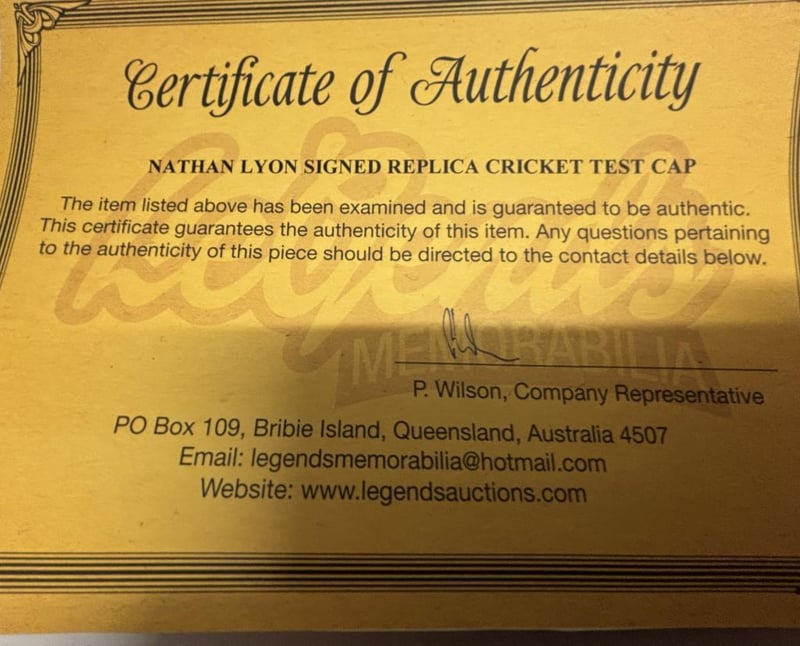 Certificate of Authenticity
NATHAN LYON SIGNED REPLICA CRICKET TEST CAP
The item listed above has been examined and is guaranteed to be authentic.
This certificate guarantees the authenticity of this item. Any questions pertaining
to the authenticity of this piece should be directed to the contact details below.
Legends
MEMORABILIA
P. Wilson, Company Representative
PO Box 109, Bribie Island, Queensland, Australia 4507
Email: legendsmemorabilia@hotmail.com
Website: www.legendsauctions.com